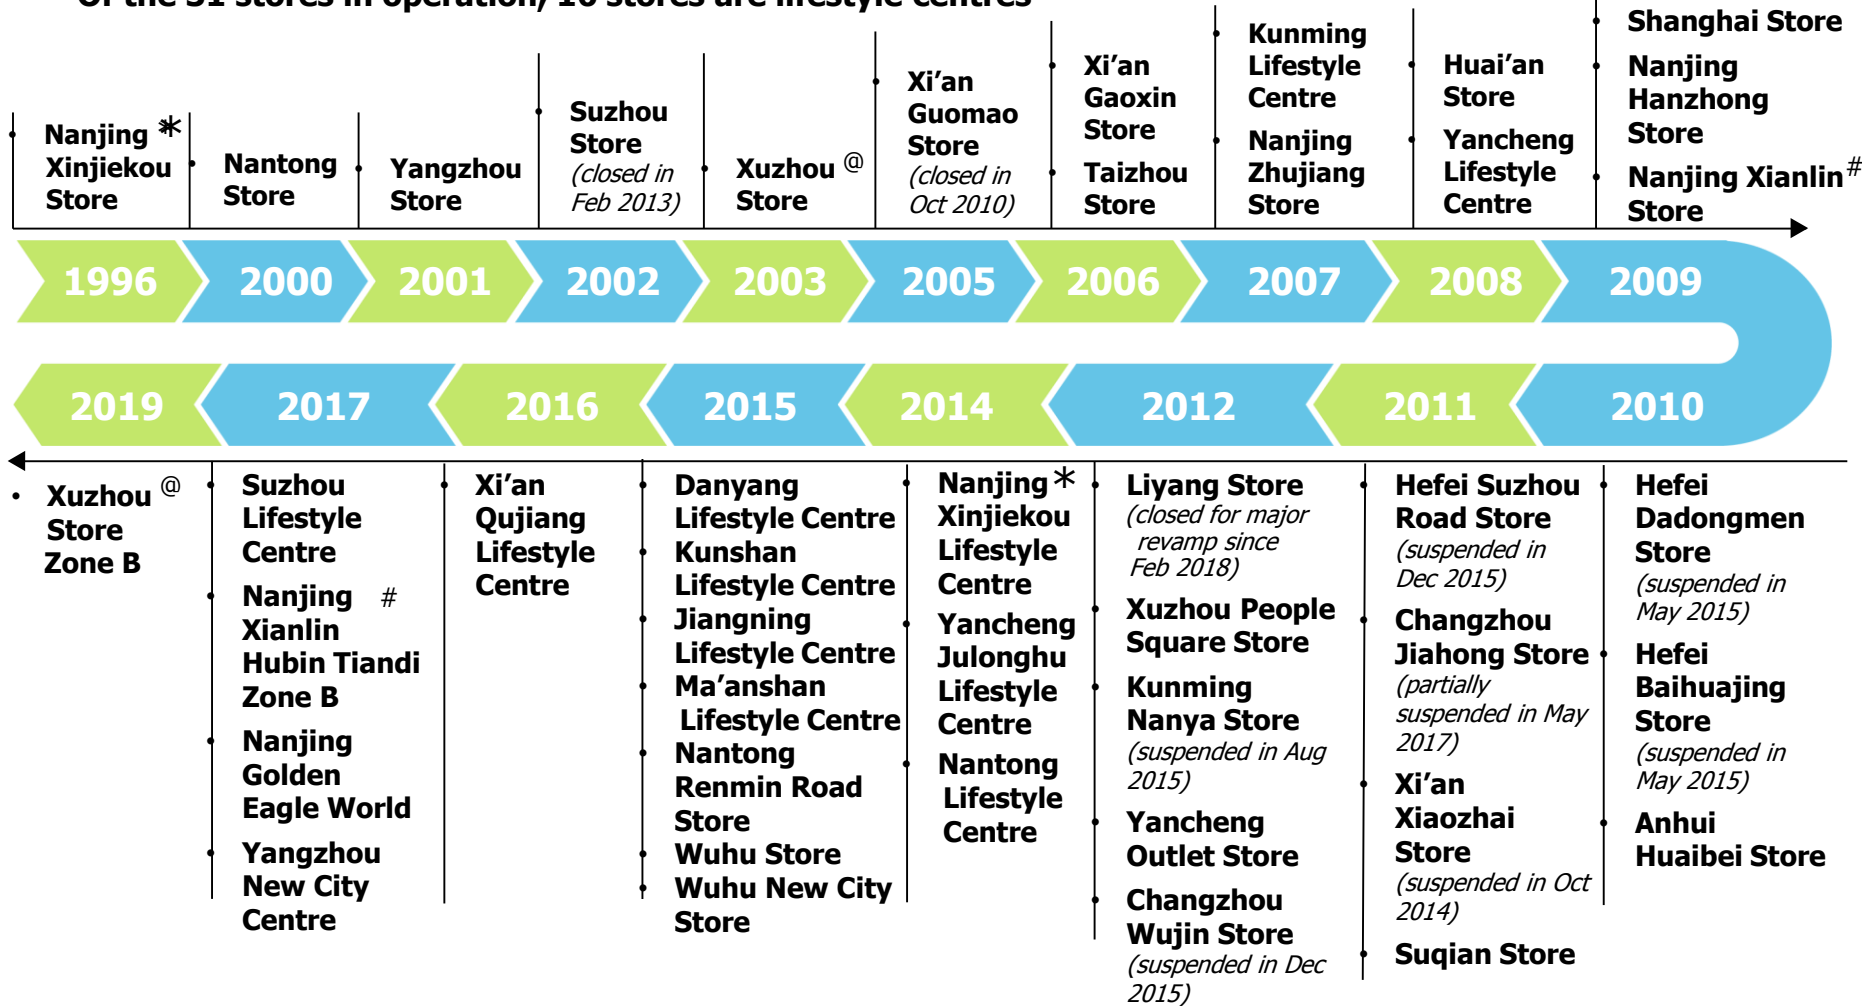 Of the stores in operation, stores are lifestyle centres
Nanjing *
Xinjiekou
Store
Nantong
Store
Yangzhou
Store
Suzhou
Store
(closed in
Feb 2013)
Xuzhou @
Store
Xi’an
Guomao
Store
(closed in
Oct 2010)
Xi’an
Gaoxin
Store
Taizhou
Store
Kunming
Lifestyle
Centre
Nanjing
Zhujiang
Store
Huai’an
Store
Yancheng
Lifestyle
Centre
Shanghai Store
Nanjing
Hanzhong
Store
Nanjing Xianlin #
Store
1996
2000
2001
2002
2003
2005
2006
2007
2008
2009
2019
2017
2016
2015
2014
2012
2011
2010
• Xuzhou @
Store
Zone B
Suzhou
Lifestyle
Centre
Nanjing #
Xianlin
Hubin Tiandi
Zone B
Nanjing
Golden
Eagle World
Yangzhou
New City
Centre
Xi’an
Qujiang
Lifestyle
Centre
Danyang
Lifestyle Centre
Kunshan
Lifestyle Centre
Jiangning
Lifestyle Centre
Ma’anshan
Lifestyle Centre
Nantong
Renmin Road
Store
Wuhu Store
Wuhu New City
Store
Nanjing *
Xinjiekou
Lifestyle
Centre
Yancheng
Julonghu
Lifestyle
Centre
Nantong
Lifestyle
Centre
Liyang Store
(closed for major
revamp since
Feb 2018)
Xuzhou People
Square Store
Kunming
Nanya Store
(suspended in Aug
2015)
Yancheng
Outlet Store
Changzhou
Wujin Store
(suspended in Dec
2015)
Hefei Suzhou
Road Store
(suspended in
Dec 2015)
Changzhou
Jiahong Store
(partially
suspended in May
2017)
Xi’an
Xiaozhai
Store
(suspended in Oct
2014)
Suqian Store
Hefei
Dadongmen
Store
(suspended in
May 2015)
Hefei
Baihuajing
Store
(suspended in
May 2015)
Anhui
Huaibei Store